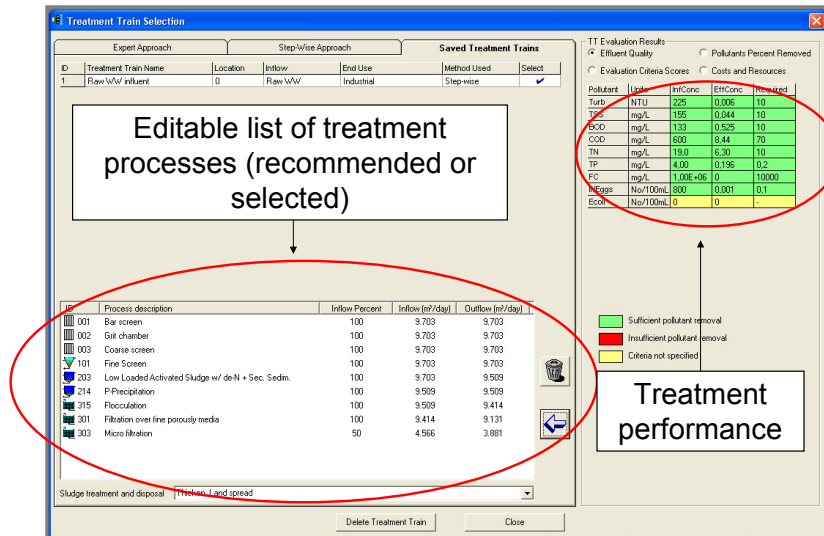 Treatment Train Selection
Expert Approach Step-Wise Approach Saved Treatment Trains
ID Treatment Train Name Location Inflow End Use Method Used Select
1 Raw WW influent 0 Raw WW Industrial Step-wise
Editable list of treatment
processes (recommended or
selected)
ID Process description Inflow Percent Inflow (m³/day) Outflow (m³/day)
001 Bar screen 100 9.703 9.703
002 Grit chamber 100 9.703 9.703
003 Coarse screen 100 9.703 9.703
101 Fine Screen 100 9.703 9.703
203 Low Loaded Activated Sludge w/ de-N + Sec. Sedim. 100 9.703 9.509
214 P-Precipitation 100 9.509 9.509
315 Flocculation 100 9.509 9.414
301 Filtration over fine porously media 100 9.414 9.131
303 Micro filtration 50 4.566 3.881
Sludge treatment and disposal Thicken, Land spread
Delete Treatment Train Close
TT Evaluation Results
Effluent Quality Pollutants Percent Removed
Evaluation Criteria Scores Costs and Resources
Pollutant Units InfConc EffConc Required
Turb NTU 225 0,006 10
TSS mg/L 155 0,044 10
BOD mg/L 133 0,525 10
COD mg/L 600 8,44 70
TN mg/L 19,0 6,30 10
TP mg/L 4,00 0,196 0,2
FC mg/L 1,00E+06 0 10000
INEggs No/100mL 800 0,001 0,1
Ecoli No/100mL 0 0 -
Sufficient pollutant removal
Insufficient pollutant removal
Criteria not specified
Treatment
performance